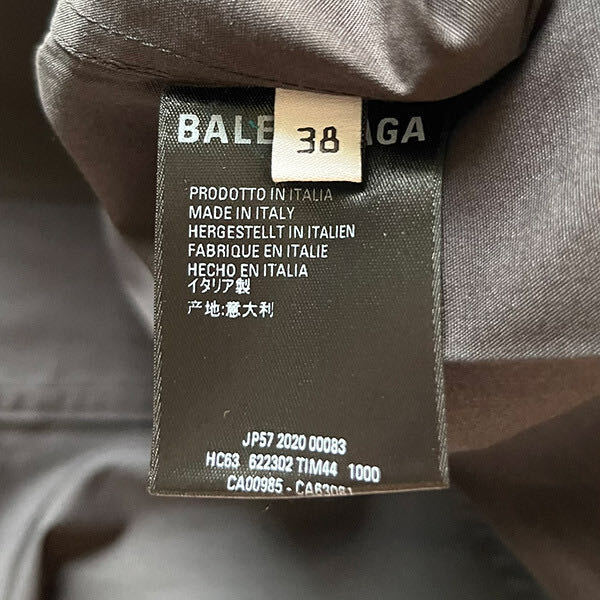 BALE AGA
38
PRODOTTO IN ITALIA
MADE IN ITALY
HERGESTELLT IN ITALIEN
FABRIQUE EN ITALIE
HECHO EN ITALIA
イタリア製
产地:意大利
JP57 2020 00083
HC63 622302 TIM44 1000
CA00985 -